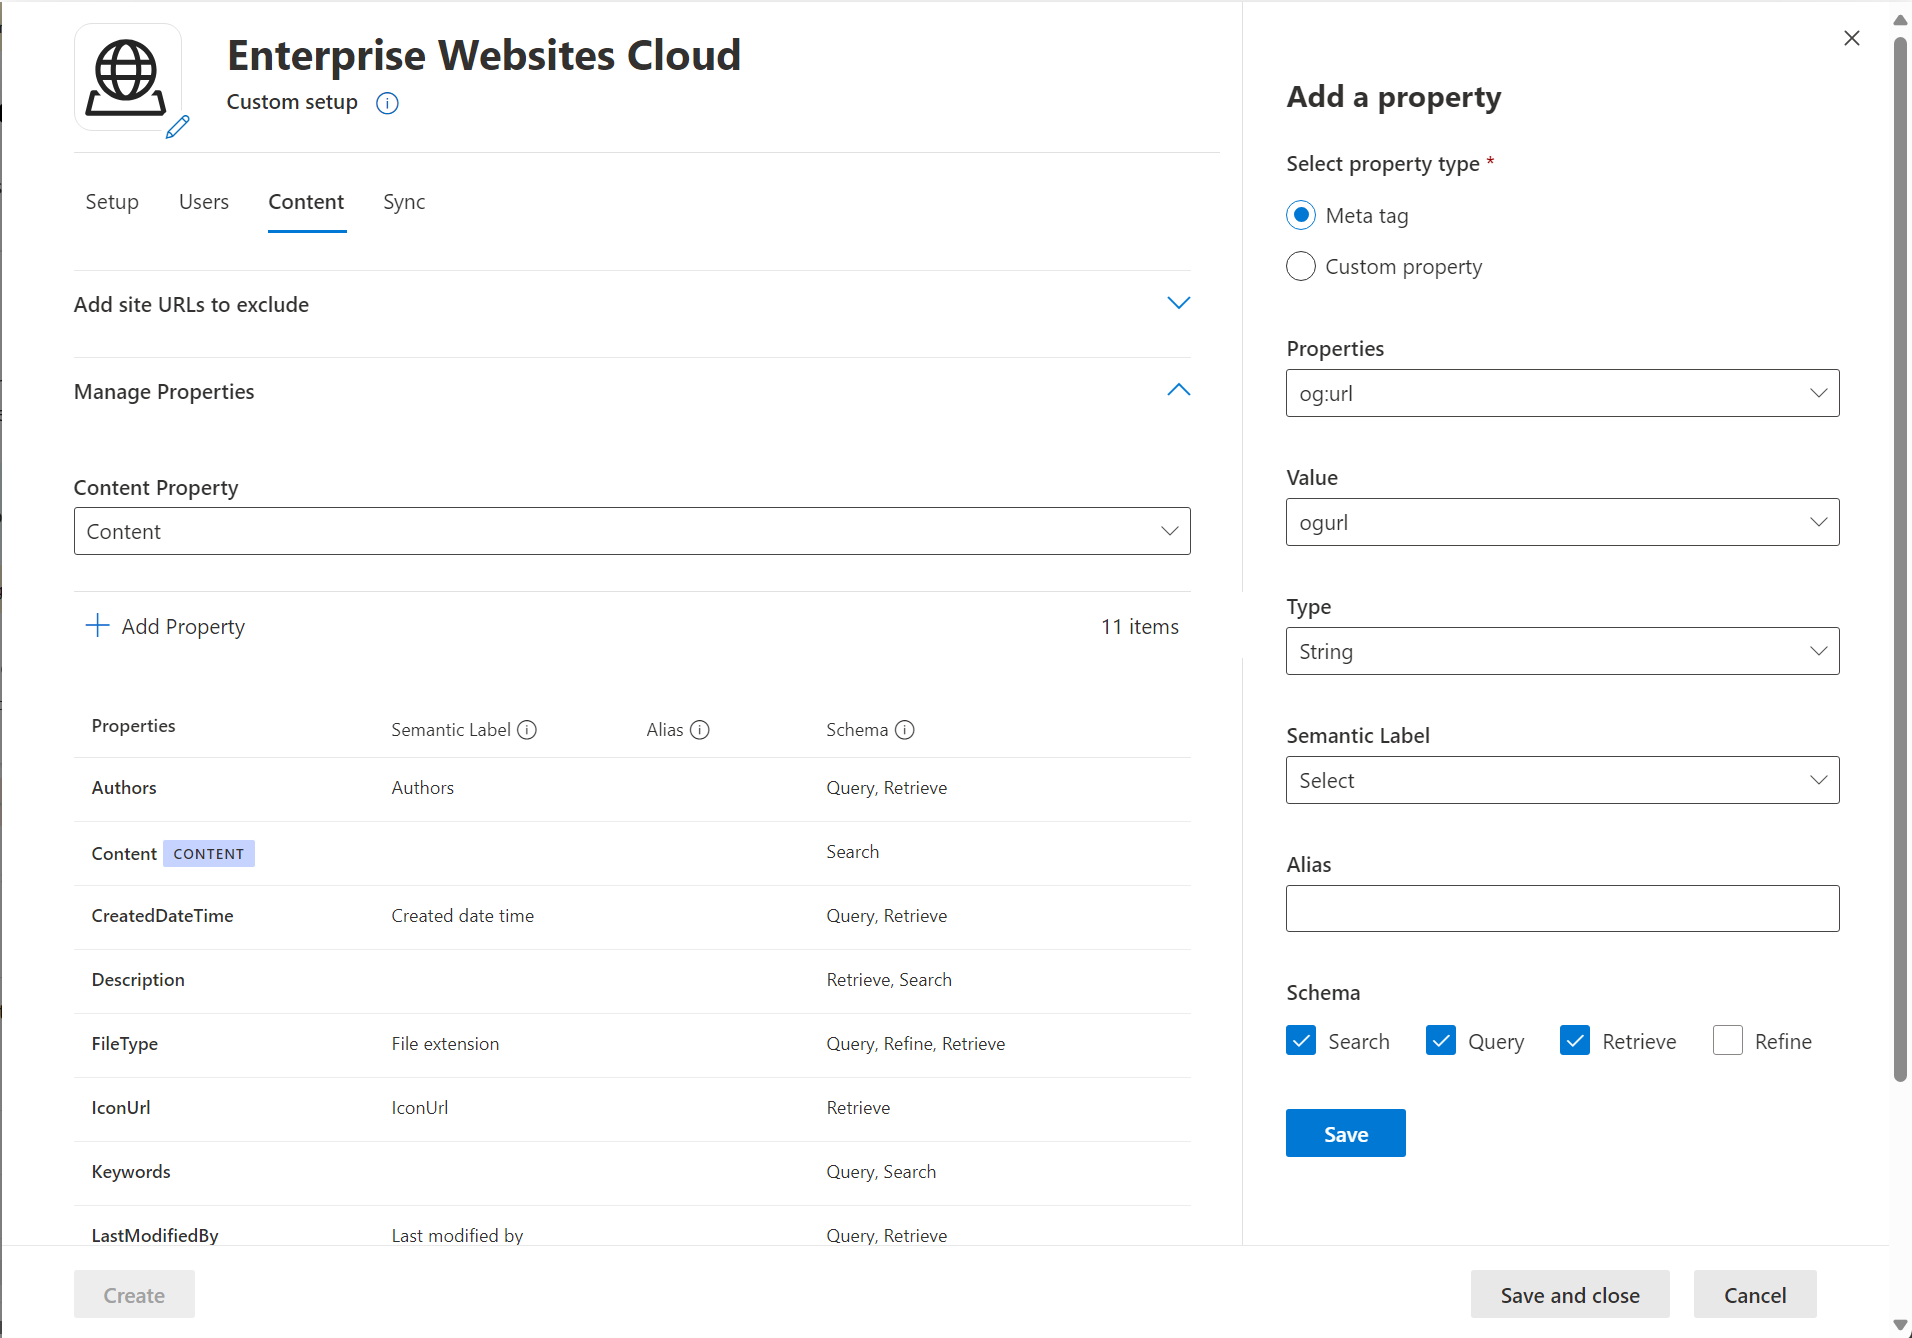 Enterprise Websites Cloud
Custom setup
Setup Users Content Sync
Add site URLs to exclude
Manage Properties
Content Property
Content
Add Property 11 items
Properties Semantic Label Alias Schema
Authors Authors Query, Retrieve
Content CONTENT Search
CreatedDateTime Created date time Query, Retrieve
Description Retrieve, Search
FileType File extension Query, Refine, Retrieve
IconUrl IconUrl Retrieve
Keywords Query, Search
LastModifiedBy Last modified by Query, Retrieve
Add a property
Select property type *
Meta tag
Custom property
Properties
og:url
Value
ogurl
Type
String
Semantic Label
Select
Alias
Schema
Search Query Retrieve Refine
Save
Create Save and close Cancel